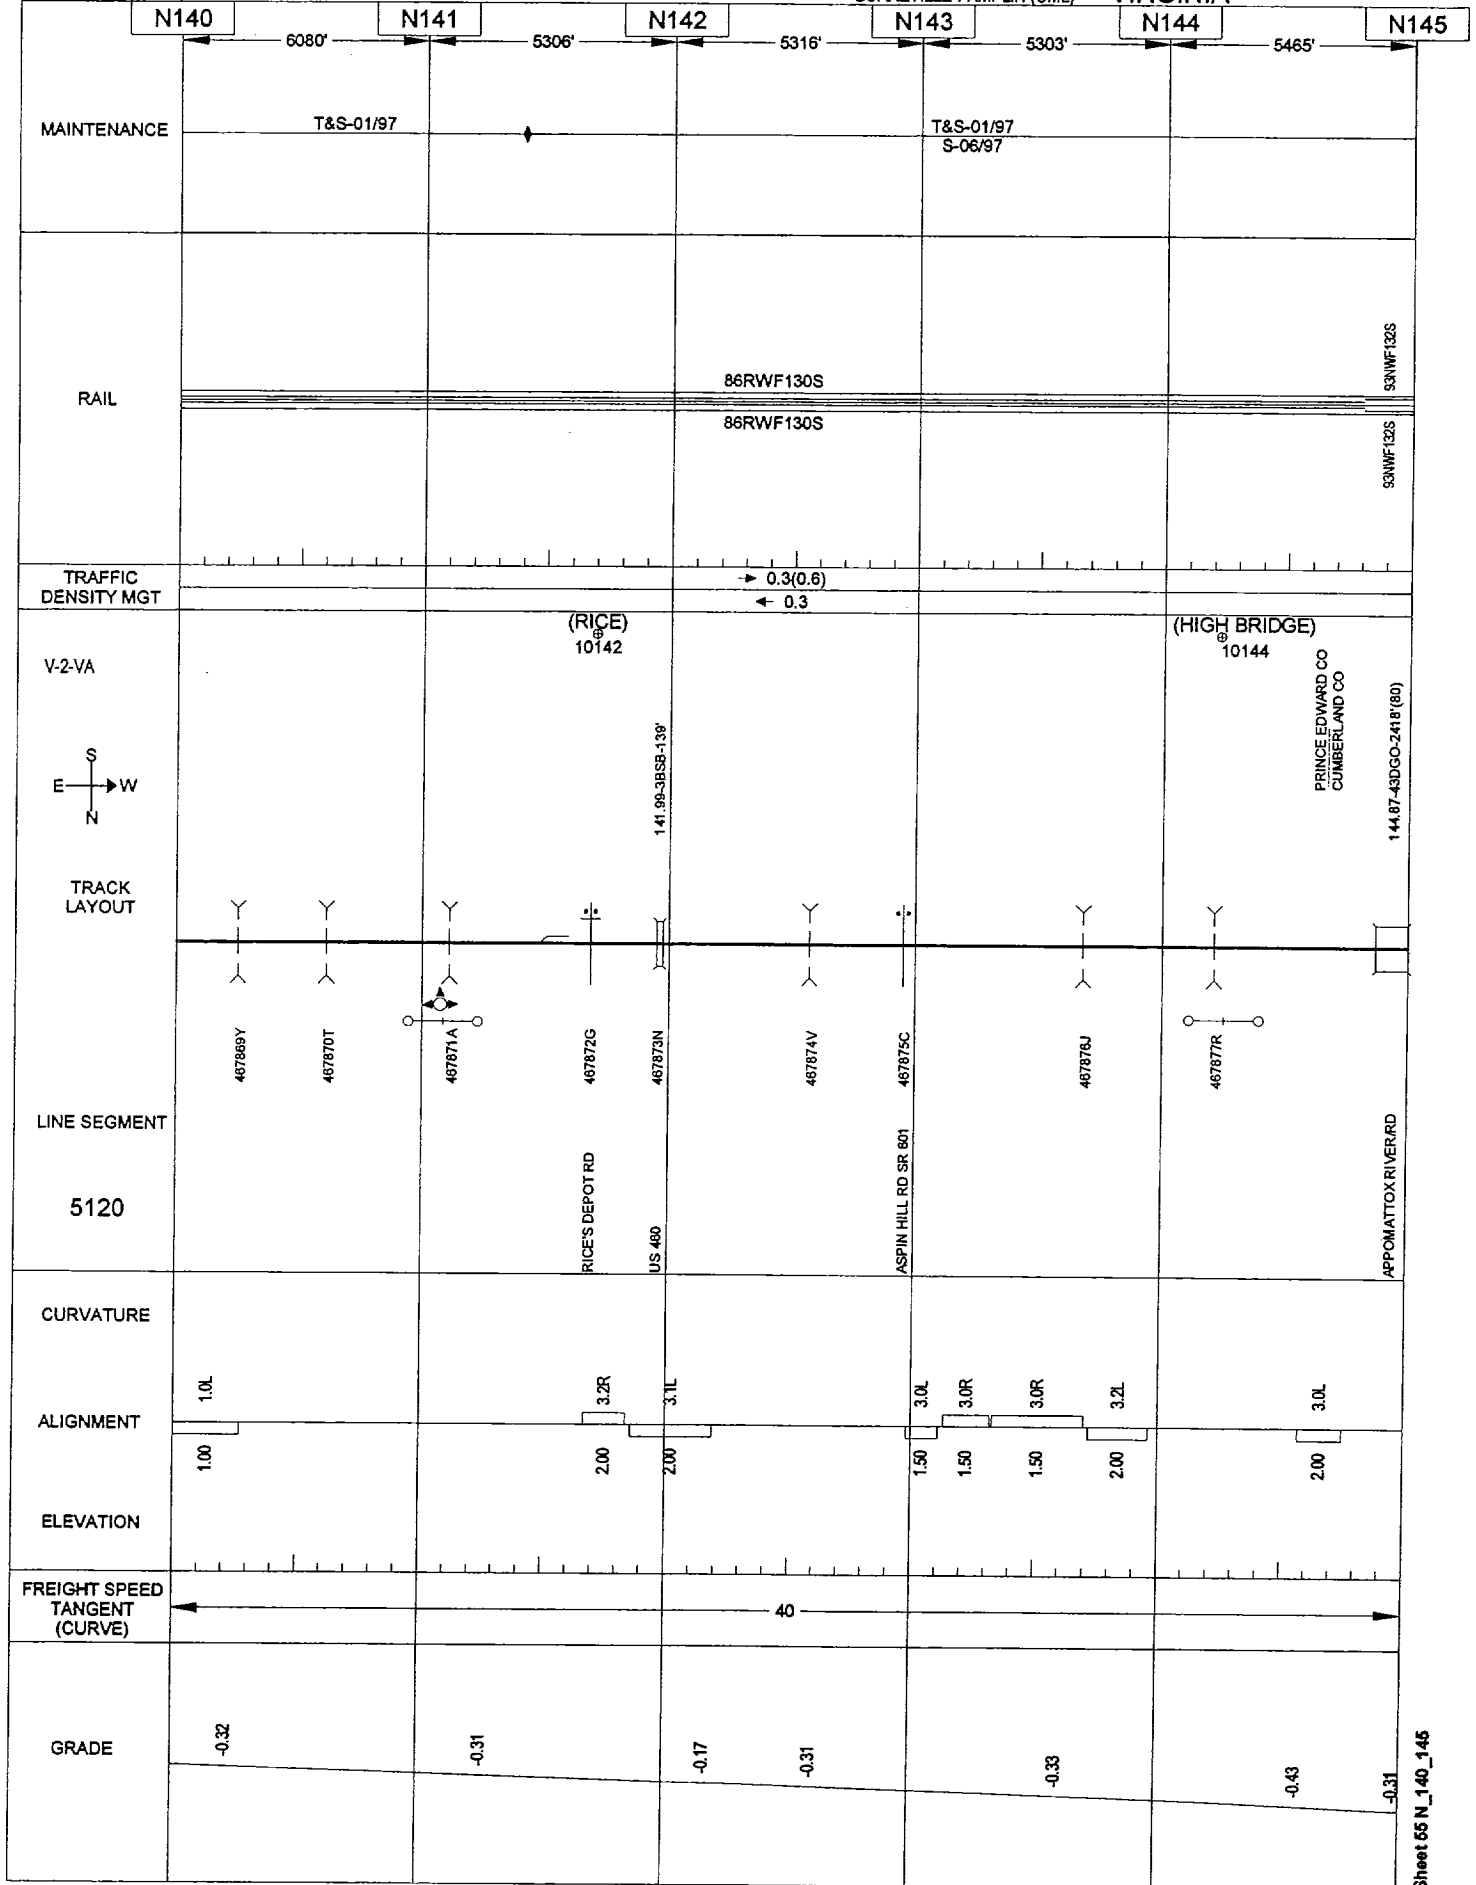 VIRGINIA
N140 N141 N142 N143 N144 N145
6080' 5306' 5316' 5303' 5465'
MAINTENANCE
T&S-01/97
T&S-01/97
S-06/97
RAIL
86RWF130S
86RWF130S
93NWF132S
93NWF132S
TRAFFIC
DENSITY MGT
0.3(0.6)
0.3
(RICE)
10142
(HIGH BRIDGE)
10144
V-2-VA
PRINCE EDWARD CO
CUMBERLAND CO
141.99-3BSB-139'
144.87-43DGO-2418'(80)
S
E W
N
TRACK
LAYOUT
467869Y
467870T
467871A
467872G
467873N
467874V
467875C
467876J
467877R
LINE SEGMENT
5120
RICE'S DEPOT RD
US 460
ASPIN HILL RD SR 601
APPOMATTOX RIVER/RD
CURVATURE
1.0L 3.2R 3.1L 3.0L 3.0R 3.0R 3.2L 3.0L
ALIGNMENT
1.00 2.00 2.00 1.50 1.50 1.50 2.00 2.00
ELEVATION
FREIGHT SPEED
TANGENT
(CURVE)
40
GRADE
-0.32 -0.31 -0.17 -0.31 -0.33 -0.43 -0.31
Sheet 55 N_140_145